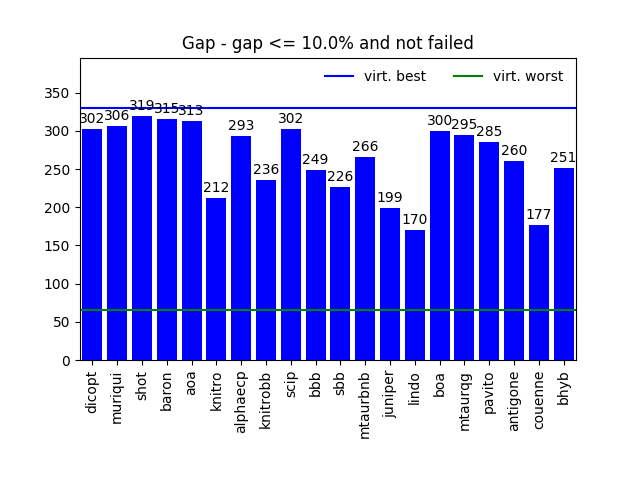 Gap - gap <= 10.0% and not failed
virt. best
virt. worst
350
300
250
200
150
100
50
0
302
306
319
315
313
212
293
236
302
249
226
266
199
170
300
295
285
260
177
251
dicopt
muriqui
shot
baron
aoa
knitro
alphaecp
knitrobb
scip
bbb
sbb
mtaurbnb
juniper
lindo
boa
mtaurqg
pavito
antigone
couenne
bhyb